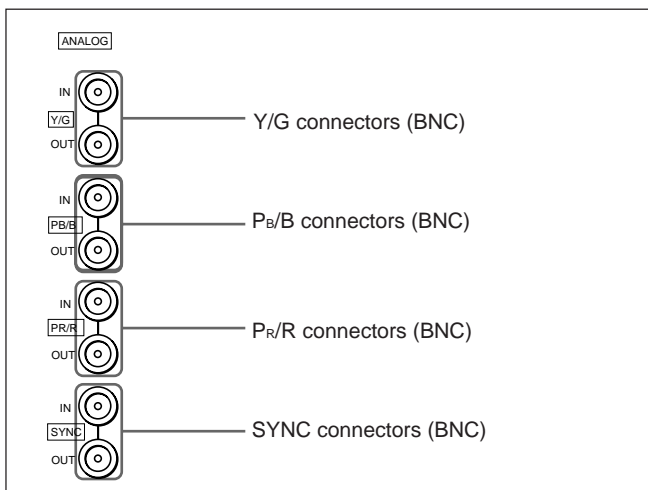 ANALOG
IN
Y/G
OUT
Y/G connectors (BNC)
IN
PB/B
OUT
PB/B connectors (BNC)
IN
PR/R
OUT
PR/R connectors (BNC)
IN
SYNC
OUT
SYNC connectors (BNC)